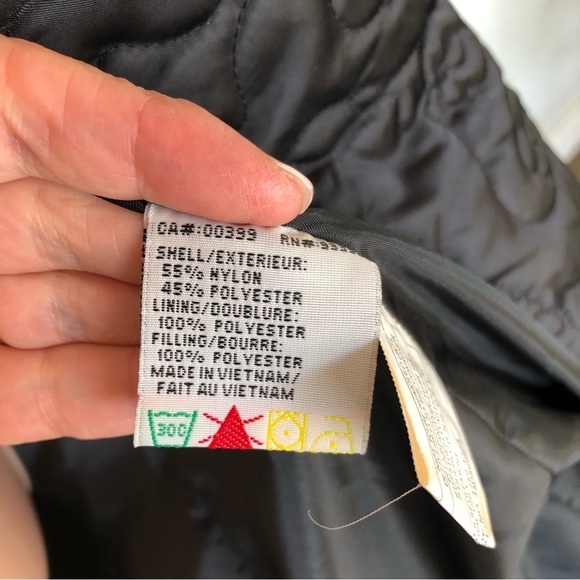 CA#:00399
SHELL/EXTERIEUR:
55% NYLON
45% POLYESTER
LINING/DOUBLURE:
100% POLYESTER
FILLING/BOURRE:
100% POLYESTER
MADE IN VIETNAM/
FAIT AU VIETNAM
300